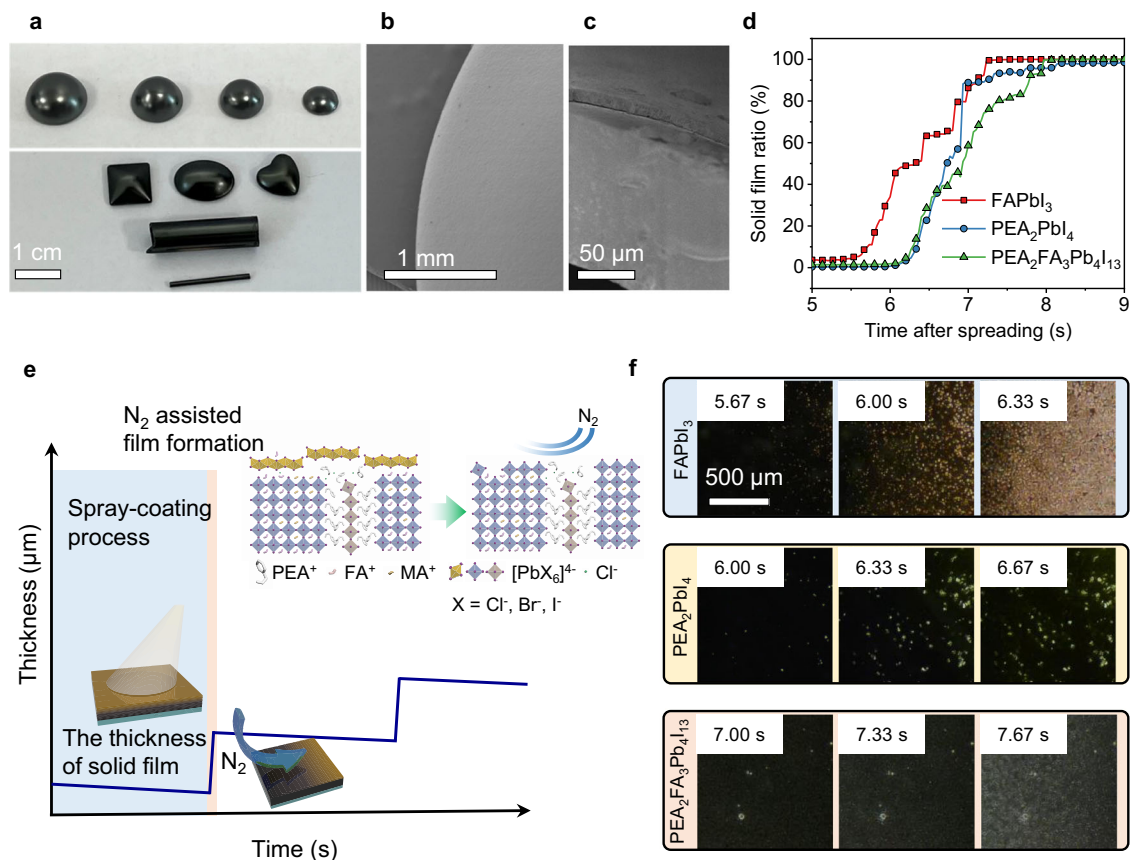 a
1 cm
b
1 mm
c
50 μm
d
Solid film ratio (%)
100
80
60
40
20
0
FAPbI₃
PEA₂PbI₄
PEA₂FA₃Pb₄I₁₃
5 6 7 8 9
Time after spreading (s)
e
Thickness (μm)
N₂ assisted
film formation
N₂
Spray-coating
process
PEA⁺ FA⁺ MA⁺ [PbX₆]⁴⁻ Cl⁻
X = Cl⁻, Br⁻, I⁻
The thickness
of solid film
N₂
Time (s)
f
FAPbI₃
5.67 s 6.00 s 6.33 s
500 μm
PEA₂PbI₄
6.00 s 6.33 s 6.67 s
PEA₂FA₃Pb₄I₁₃
7.00 s 7.33 s 7.67 s